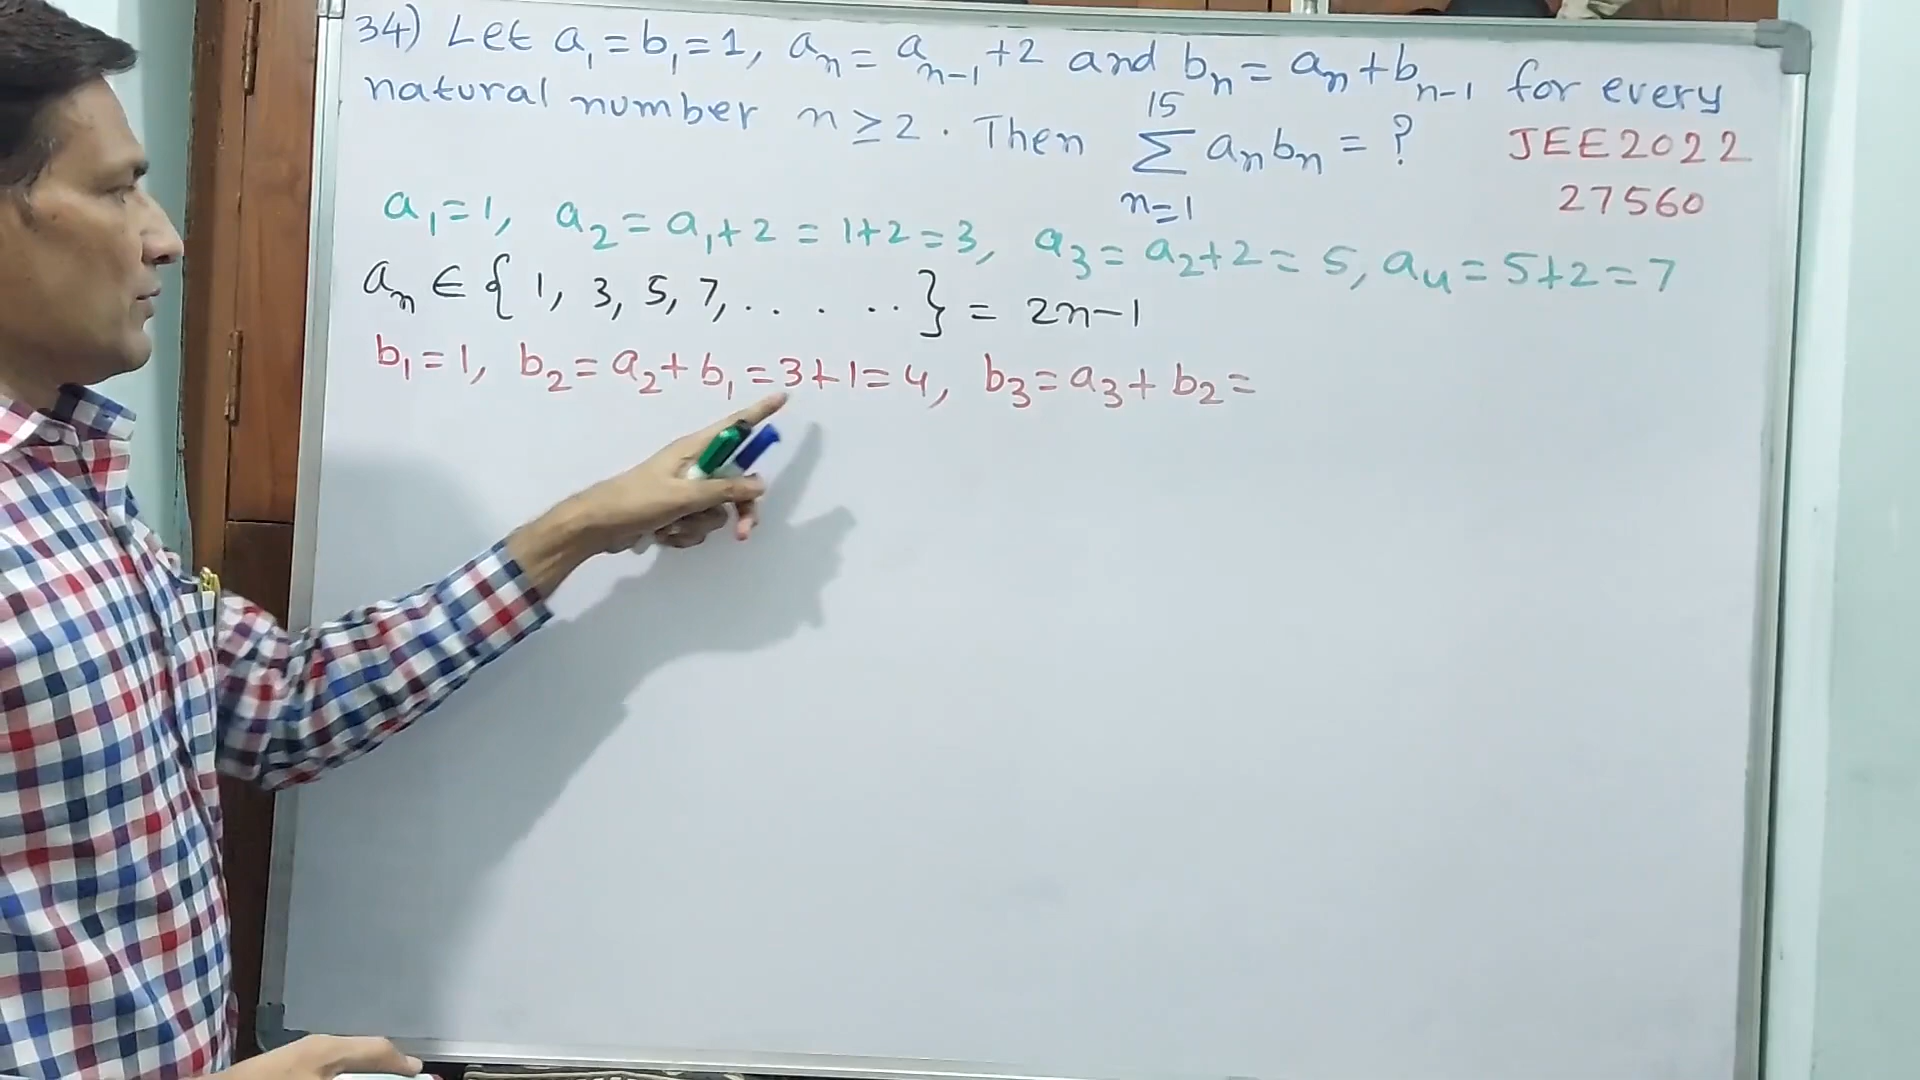 34) Let a₁ = b₁ = 1, aₙ = aₙ₋₁ + 2 and bₙ = aₙ + bₙ₋₁ for every
natural number n ≥ 2. Then ∑ₙ₌₁¹⁵ aₙbₙ = ? JEE2022
27560
a₁ = 1, a₂ = a₁ + 2 = 1+2 = 3, a₃ = a₂ + 2 = 5, a₄ = 5+2 = 7
aₙ ∈ {1, 3, 5, 7, . . . . .} = 2n-1
b₁ = 1, b₂ = a₂ + b₁ = 3+1 = 4, b₃ = a₃ + b₂ =